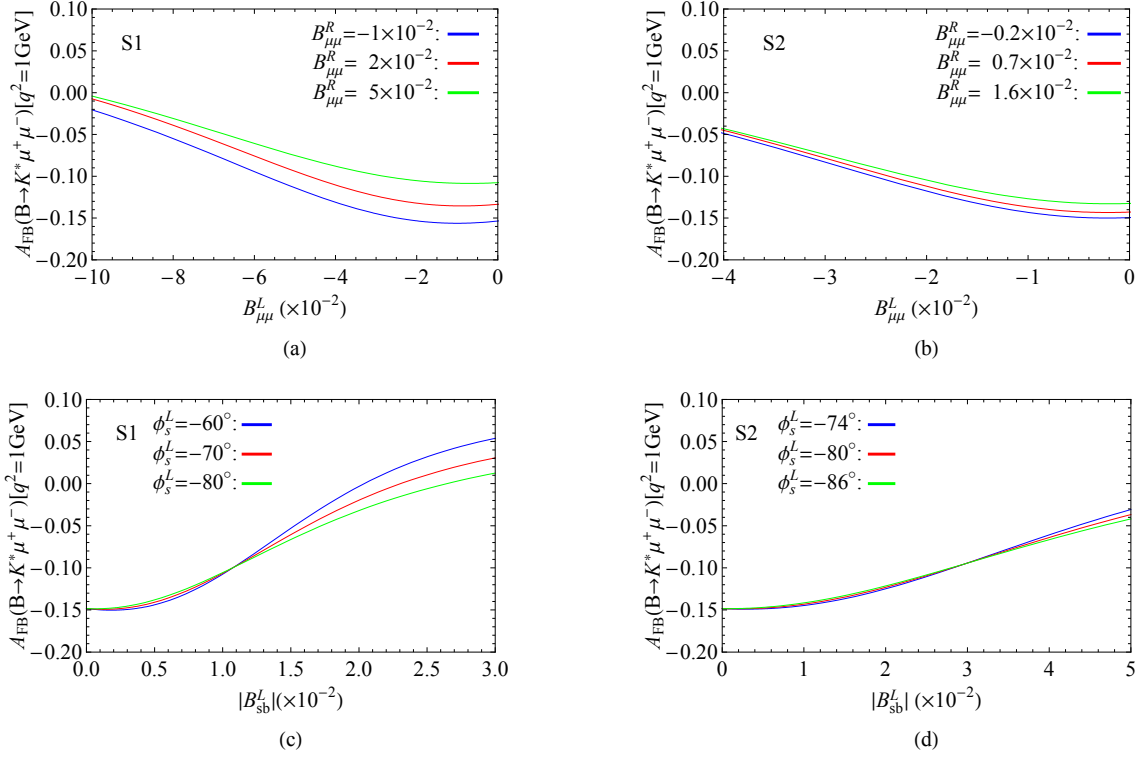 A_FB(B→K*μ⁺μ⁻)[q²=1GeV]
0.10
0.05
0.00
−0.05
−0.10
−0.15
−0.20
S1
B^R_μμ=−1×10⁻²:
B^R_μμ= 2×10⁻²:
B^R_μμ= 5×10⁻²:
−10 −8 −6 −4 −2 0
B^L_μμ (×10⁻²)
(a)
A_FB(B→K*μ⁺μ⁻)[q²=1GeV]
0.10
0.05
0.00
−0.05
−0.10
−0.15
−0.20
S2
B^R_μμ=−0.2×10⁻²:
B^R_μμ= 0.7×10⁻²:
B^R_μμ= 1.6×10⁻²:
−4 −3 −2 −1 0
B^L_μμ (×10⁻²)
(b)
A_FB(B→K*μ⁺μ⁻)[q²=1GeV]
0.10
0.05
0.00
−0.05
−0.10
−0.15
−0.20
S1
ϕ^L_s=−60°:
ϕ^L_s=−70°:
ϕ^L_s=−80°:
0.0 0.5 1.0 1.5 2.0 2.5 3.0
|B^L_sb|(×10⁻²)
(c)
A_FB(B→K*μ⁺μ⁻)[q²=1GeV]
0.10
0.05
0.00
−0.05
−0.10
−0.15
−0.20
S2
ϕ^L_s=−74°:
ϕ^L_s=−80°:
ϕ^L_s=−86°:
0 1 2 3 4 5
|B^L_sb| (×10⁻²)
(d)